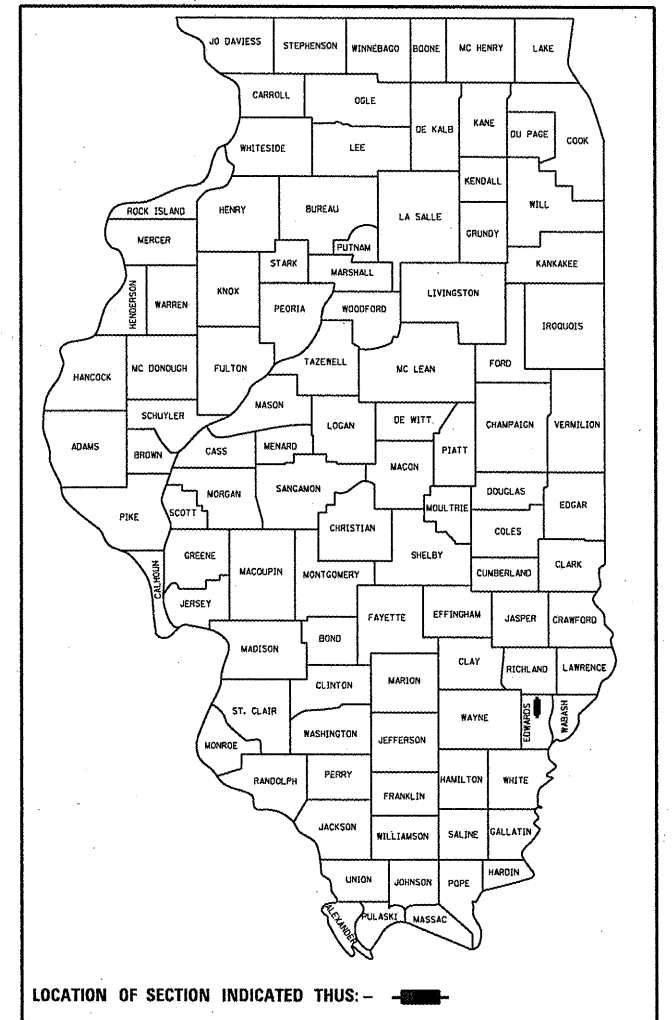 JO DAVIESS STEPHENSON WINNEBAGO BOONE MC HENRY LAKE
CARROLL OGLE DE KALB KANE DU PAGE COOK
WHITESIDE LEE
KENDALL WILL
ROCK ISLAND HENRY BUREAU LA SALLE GRUNDY
MERCER PUTNAM
STARK MARSHALL KANKAKEE
HENDERSON WARREN KNOX PEORIA WOODFORD LIVINGSTON IROQUOIS
HANCOCK MC DONOUGH FULTON TAZEWELL MC LEAN FORD
SCHUYLER MASON LOGAN DE WITT CHAMPAIGN VERMILION
ADAMS BROWN CASS MENARD MACON PIATT
PIKE SCOTT MORGAN SANGAMON MOULTRIE DOUGLAS EDGAR
CHRISTIAN COLES
CALHOUN GREENE MACOUPIN MONTGOMERY SHELBY CUMBERLAND CLARK
JERSEY FAYETTE EFFINGHAM JASPER CRAWFORD
MADISON BOND
CLINTON MARION CLAY RICHLAND LAWRENCE
ST. CLAIR WASHINGTON JEFFERSON WAYNE EDWARDS WABASH
MONROE
RANDOLPH PERRY FRANKLIN HAMILTON WHITE
JACKSON WILLIAMSON SALINE GALLATIN
UNION JOHNSON POPE HARDIN
ALEXANDER PULASKI MASSAC
LOCATION OF SECTION INDICATED THUS: –